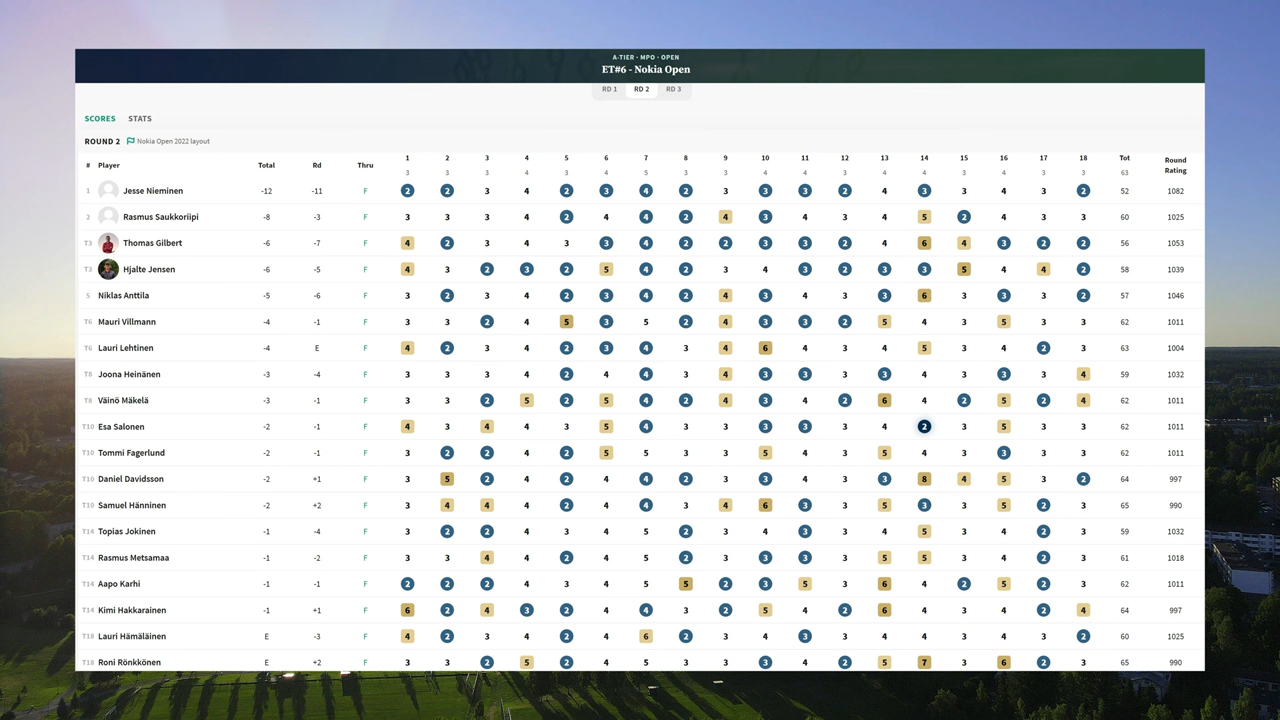 A-TIER · MPO · OPEN
ET#6 - Nokia Open
RD 1 RD 2 RD 3
SCORES STATS
ROUND 2 Nokia Open 2022 layout
# Player Total Rd Thru 1 2 3 4 5 6 7 8 9 10 11 12 13 14 15 16 17 18 Tot Round Rating
3 3 3 4 3 4 5 3 3 4 4 3 4 4 3 4 3 3 63
1 Jesse Nieminen -12 -11 F 2 2 3 4 2 3 4 2 3 3 3 2 4 3 3 4 3 2 52 1082
2 Rasmus Saukkoriipi -8 -3 F 3 3 3 4 2 4 4 2 4 3 4 3 4 5 2 4 3 3 60 1025
T3 Thomas Gilbert -6 -7 F 4 2 3 4 3 3 4 2 2 3 3 2 4 6 4 3 2 2 56 1053
T3 Hjalte Jensen -6 -5 F 4 3 2 3 2 5 4 2 3 4 3 2 3 3 5 4 4 2 58 1039
5 Niklas Anttila -5 -6 F 3 2 3 4 2 3 4 2 4 3 4 3 3 6 3 3 3 2 57 1046
T6 Mauri Villmann -4 -1 F 3 3 2 4 5 3 5 2 4 3 3 2 5 4 3 5 3 3 62 1011
T6 Lauri Lehtinen -4 E F 4 2 3 4 2 3 4 3 4 6 4 3 4 5 3 4 2 3 63 1004
T8 Joona Heinänen -3 -4 F 3 3 3 4 2 4 4 3 4 3 3 3 3 4 3 3 3 4 59 1032
T8 Väinö Mäkelä -3 -1 F 3 3 2 5 2 5 4 2 4 3 4 2 6 4 2 5 2 4 62 1011
T10 Esa Salonen -2 -1 F 4 3 4 4 3 5 4 3 3 3 3 3 4 2 3 5 3 3 62 1011
T10 Tommi Fagerlund -2 -1 F 3 2 2 4 2 5 4 3 3 5 4 3 5 4 3 3 3 3 62 1011
T10 Daniel Davidsson -2 +1 F 3 5 2 4 2 4 4 2 3 3 4 3 3 8 4 5 3 2 64 997
T10 Samuel Hänninen -2 +2 F 3 4 4 4 2 4 4 3 4 6 3 3 5 3 3 5 2 3 65 990
T14 Topias Jokinen -1 -4 F 3 2 2 4 3 4 5 2 3 4 3 3 4 5 3 4 2 3 59 1032
T14 Rasmus Metsamaa -1 -2 F 3 3 4 4 2 4 5 2 3 3 3 3 5 5 3 4 2 3 61 1018
T14 Aapo Karhi -1 -1 F 2 2 2 4 3 4 5 5 2 3 5 3 6 4 2 5 2 3 62 1011
T14 Kimi Hakkarainen -1 +1 F 6 2 4 3 2 4 4 3 2 5 4 2 6 4 3 4 2 4 64 997
T18 Lauri Hämäläinen E -3 F 4 2 3 4 2 4 6 2 3 4 3 3 4 4 3 4 3 2 60 1025
T18 Roni Rönkkönen E +2 F 3 3 2 5 2 4 5 3 3 3 4 2 5 7 3 6 2 3 65 990